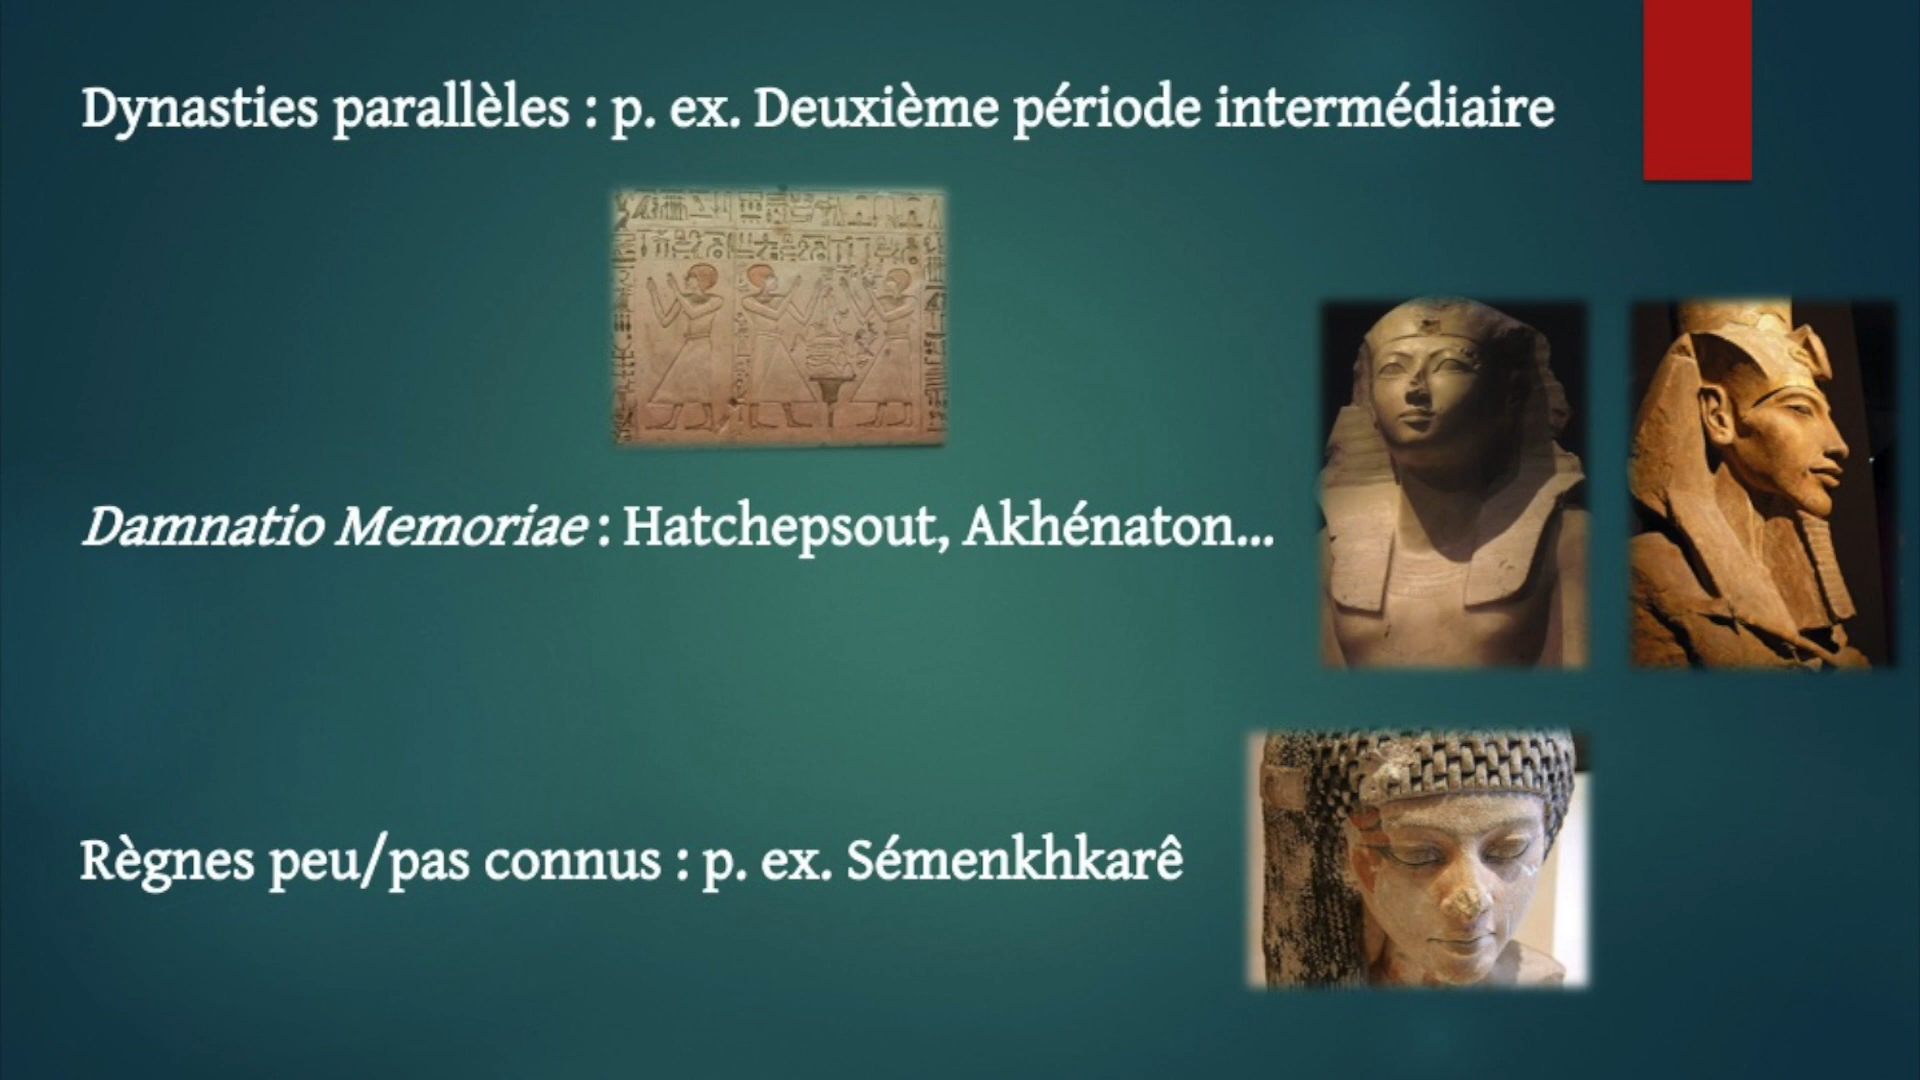 Dynasties parallèles : p. ex. Deuxième période intermédiaire
Damnatio Memoriae : Hatchepsout, Akhénaton...
Règnes peu/pas connus : p. ex. Sémenkhkarê